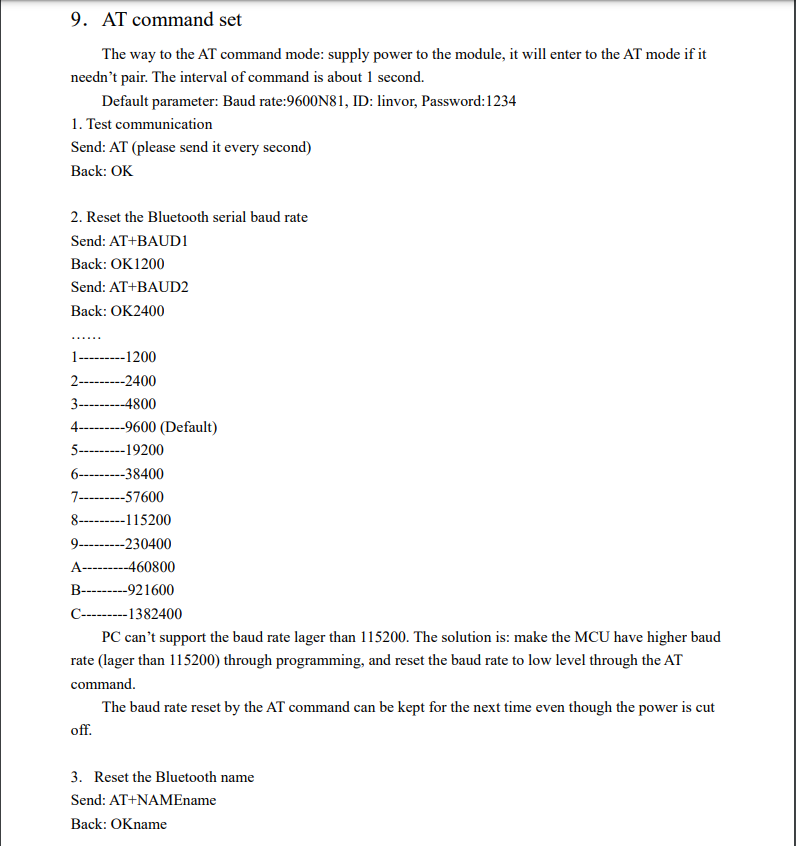 9. AT command set
The way to the AT command mode: supply power to the module, it will enter to the AT mode if it
needn’t pair. The interval of command is about 1 second.
Default parameter: Baud rate:9600N81, ID: linvor, Password:1234
1. Test communication
Send: AT (please send it every second)
Back: OK
2. Reset the Bluetooth serial baud rate
Send: AT+BAUD1
Back: OK1200
Send: AT+BAUD2
Back: OK2400
……
1---------1200
2---------2400
3---------4800
4---------9600 (Default)
5---------19200
6---------38400
7---------57600
8---------115200
9---------230400
A---------460800
B---------921600
C---------1382400
PC can’t support the baud rate lager than 115200. The solution is: make the MCU have higher baud
rate (lager than 115200) through programming, and reset the baud rate to low level through the AT
command.
The baud rate reset by the AT command can be kept for the next time even though the power is cut
off.
3. Reset the Bluetooth name
Send: AT+NAMEname
Back: OKname